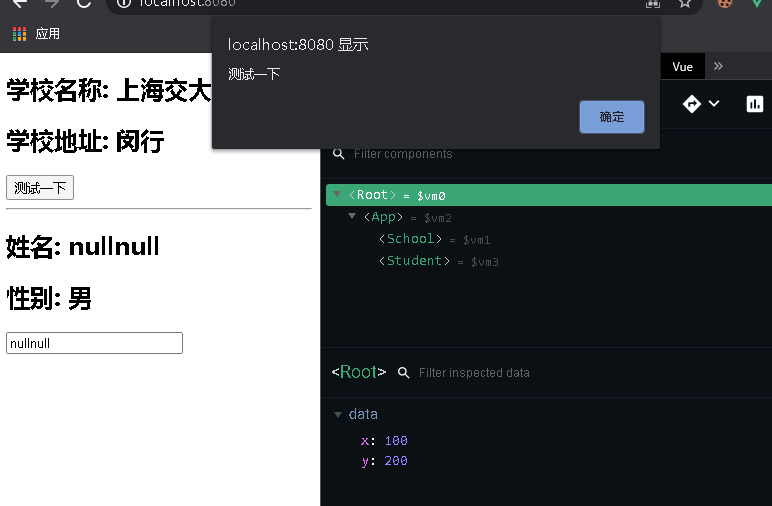 localhost:8080
应用
localhost:8080 显示
测试一下
确定
Vue
»
学校名称: 上海交大
学校地址: 闵行
测试一下
姓名: nullnull
性别: 男
nullnull
Filter components
<Root> = $vm0
<App> = $vm2
<School> = $vm1
<Student> = $vm3
<Root> Filter inspected data
data
x: 100
y: 200